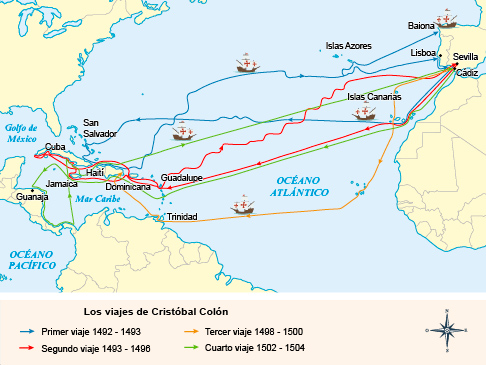 Baiona
Islas Azores
Lisboa
Sevilla
Cádiz
Islas Canarias
San
Salvador
Golfo de
México
Cuba
Haití
Jamaica
Dominicana
Guadalupe
Guanaja
Mar Caribe
OCÉANO
ATLÁNTICO
Trinidad
OCÉANO
PACÍFICO
Los viajes de Cristóbal Colón
Primer viaje 1492 - 1493
Tercer viaje 1498 - 1500
Segundo viaje 1493 - 1496
Cuarto viaje 1502 - 1504